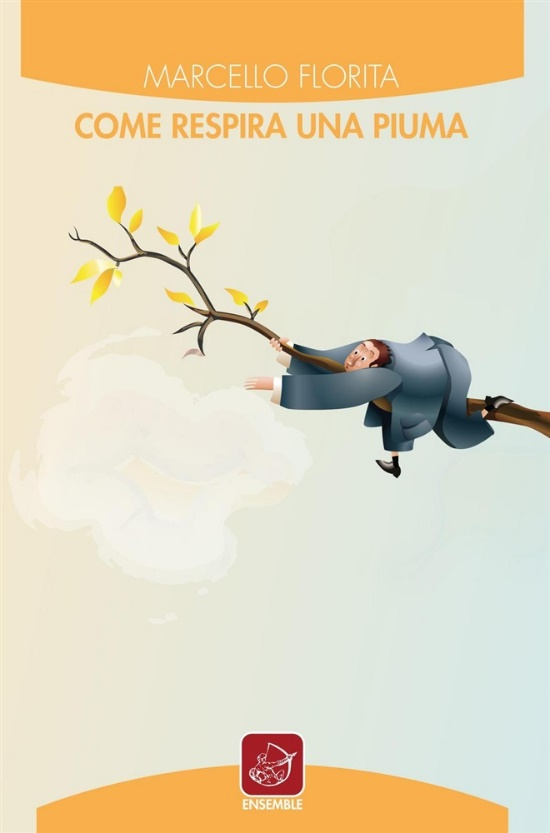 MARCELLO FLORITA
COME RESPIRA UNA PIUMA
ENSEMBLE